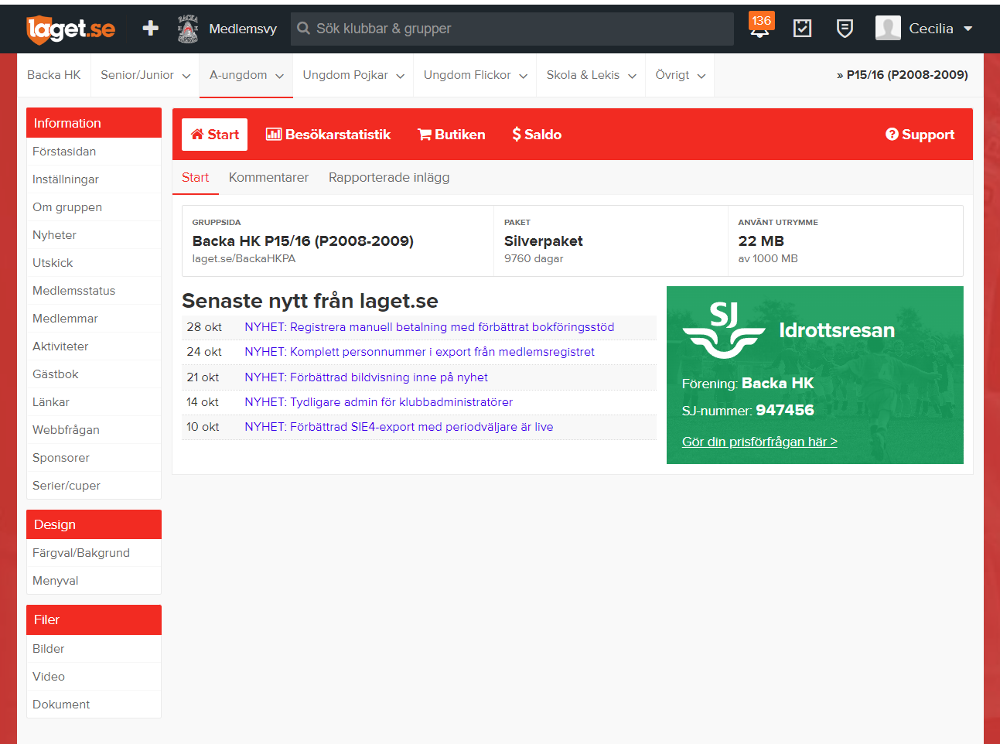 laget.se
Medlemsvy
Sök klubbar & grupper
136
Cecilia
Backa HK
Senior/Junior
A-ungdom
Ungdom Pojkar
Ungdom Flickor
Skola & Lekis
Övrigt
» P15/16 (P2008-2009)
Information
Förstasidan
Inställningar
Om gruppen
Nyheter
Utskick
Medlemsstatus
Medlemmar
Aktiviteter
Gästbok
Länkar
Webbfrågan
Sponsorer
Serier/cuper
Design
Färgval/Bakgrund
Menyval
Filer
Bilder
Video
Dokument
Start
Besökarstatistik
Butiken
$ Saldo
Support
Start
Kommentarer
Rapporterade inlägg
GRUPPSIDA
Backa HK P15/16 (P2008-2009)
laget.se/BackaHKPA
PAKET
Silverpaket
9760 dagar
ANVÄNT UTRYMME
22 MB
av 1000 MB
Senaste nytt från laget.se
28 okt NYHET: Registrera manuell betalning med förbättrat bokföringsstöd
24 okt NYHET: Komplett personnummer i export från medlemsregistret
21 okt NYHET: Förbättrad bildvisning inne på nyhet
14 okt NYHET: Tydligare admin för klubbadministratörer
10 okt NYHET: Förbättrad SIE4-export med periodväljare är live
SJ
Idrottsresan
Förening: Backa HK
SJ-nummer: 947456
Gör din prisförfrågan här >